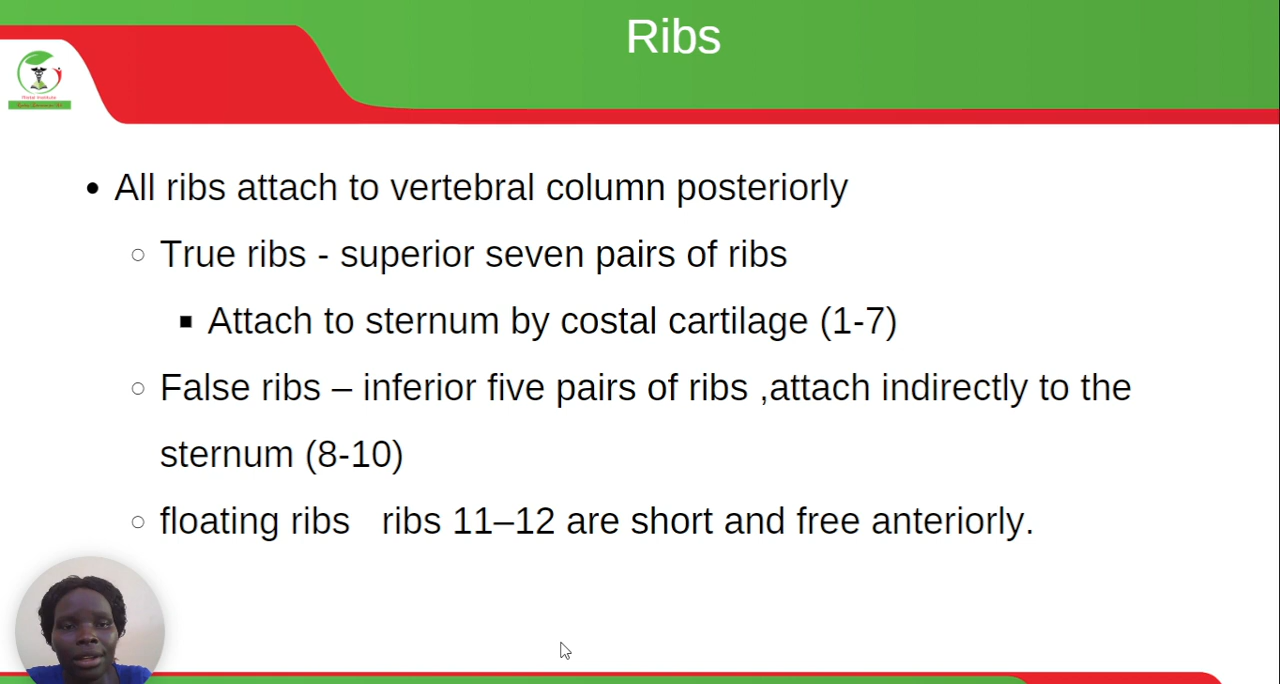 Ribs
• All ribs attach to vertebral column posteriorly
○ True ribs - superior seven pairs of ribs
■ Attach to sternum by costal cartilage (1-7)
○ False ribs – inferior five pairs of ribs ,attach indirectly to the
sternum (8-10)
○ floating ribs   ribs 11–12 are short and free anteriorly.